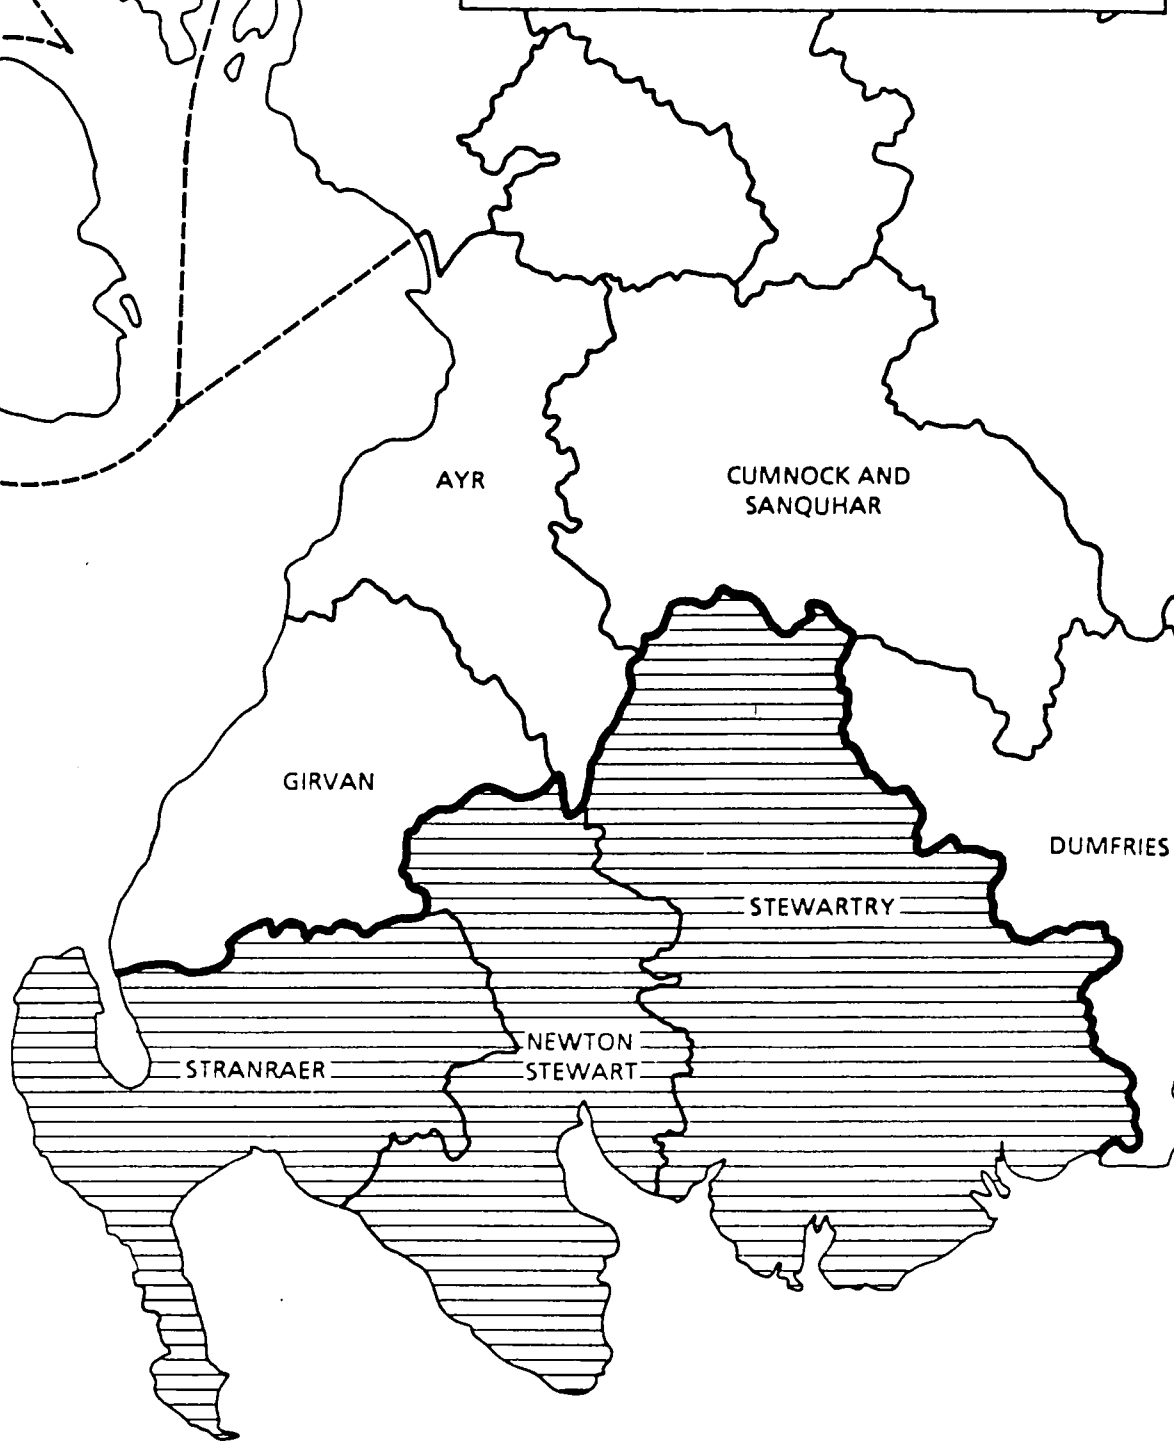 AYR
CUMNOCK AND
SANQUHAR
GIRVAN
DUMFRIES
STEWARTRY
NEWTON
STEWART
STRANRAER